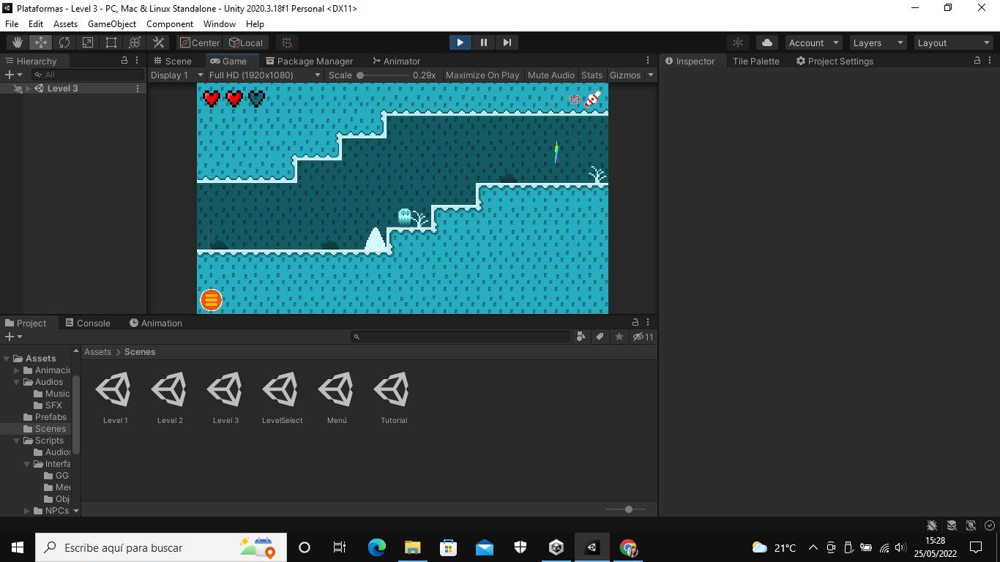 Plataformas - Level 3 - PC, Mac & Linux Standalone - Unity 2020.3.18f1 Personal <DX11>
File Edit Assets GameObject Component Window Help
Center Local Account Layers Layout
Hierarchy Scene Game Package Manager Animator Inspector Tile Palette Project Settings
All Display 1 Full HD (1920x1080) Scale 0.29x Maximize On Play Mute Audio Stats Gizmos
Level 3
10
Project Console Animation
11
Assets > Scenes
Assets
Animació
Audios
Music
SFX
Prefabs
Scenes
Scripts
Audios
Interfa
GG
Mer
Obj
NPCs
Level 1 Level 2 Level 3 LevelSelect Menú Tutorial
Escribe aquí para buscar
21°C
15:28
25/05/2022